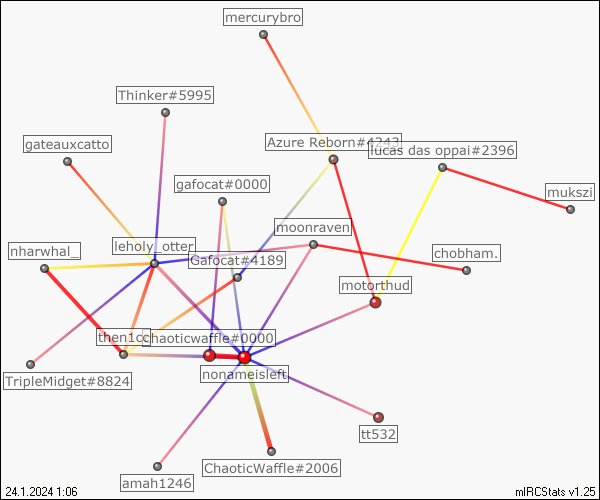 mercurybro
Thinker#5995
gateauxcatto
Azure Reborn#4243
lucas das oppai#2396
gafocat#0000
mukszi
moonraven
nharwhal_
leholy_otter
Gafocat#4189
chobham.
motorthud
then1cc
chaoticwaffle#0000
TripleMidget#8824
nonameisleft
tt532
amah1246
ChaoticWaffle#2006
24.1.2024 1:06
mIRCStats v1.25